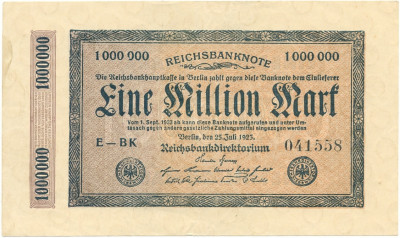 1000000
1 000 000
REICHSBANKNOTE
1 000 000
Die Reichsbankhauptkasse in Berlin zahlt gegen diese Banknote dem Einlieferer
Eine Million Mark
Vom 1. Sept. 1923 ab kann diese Banknote aufgerufen und unter Um-
tausch gegen andere gesetzliche Zahlungsmittel eingezogen werden
Berlin, den 25. Juli 1923.
E-BK
Reichsbankdirektorium
041558
1000000